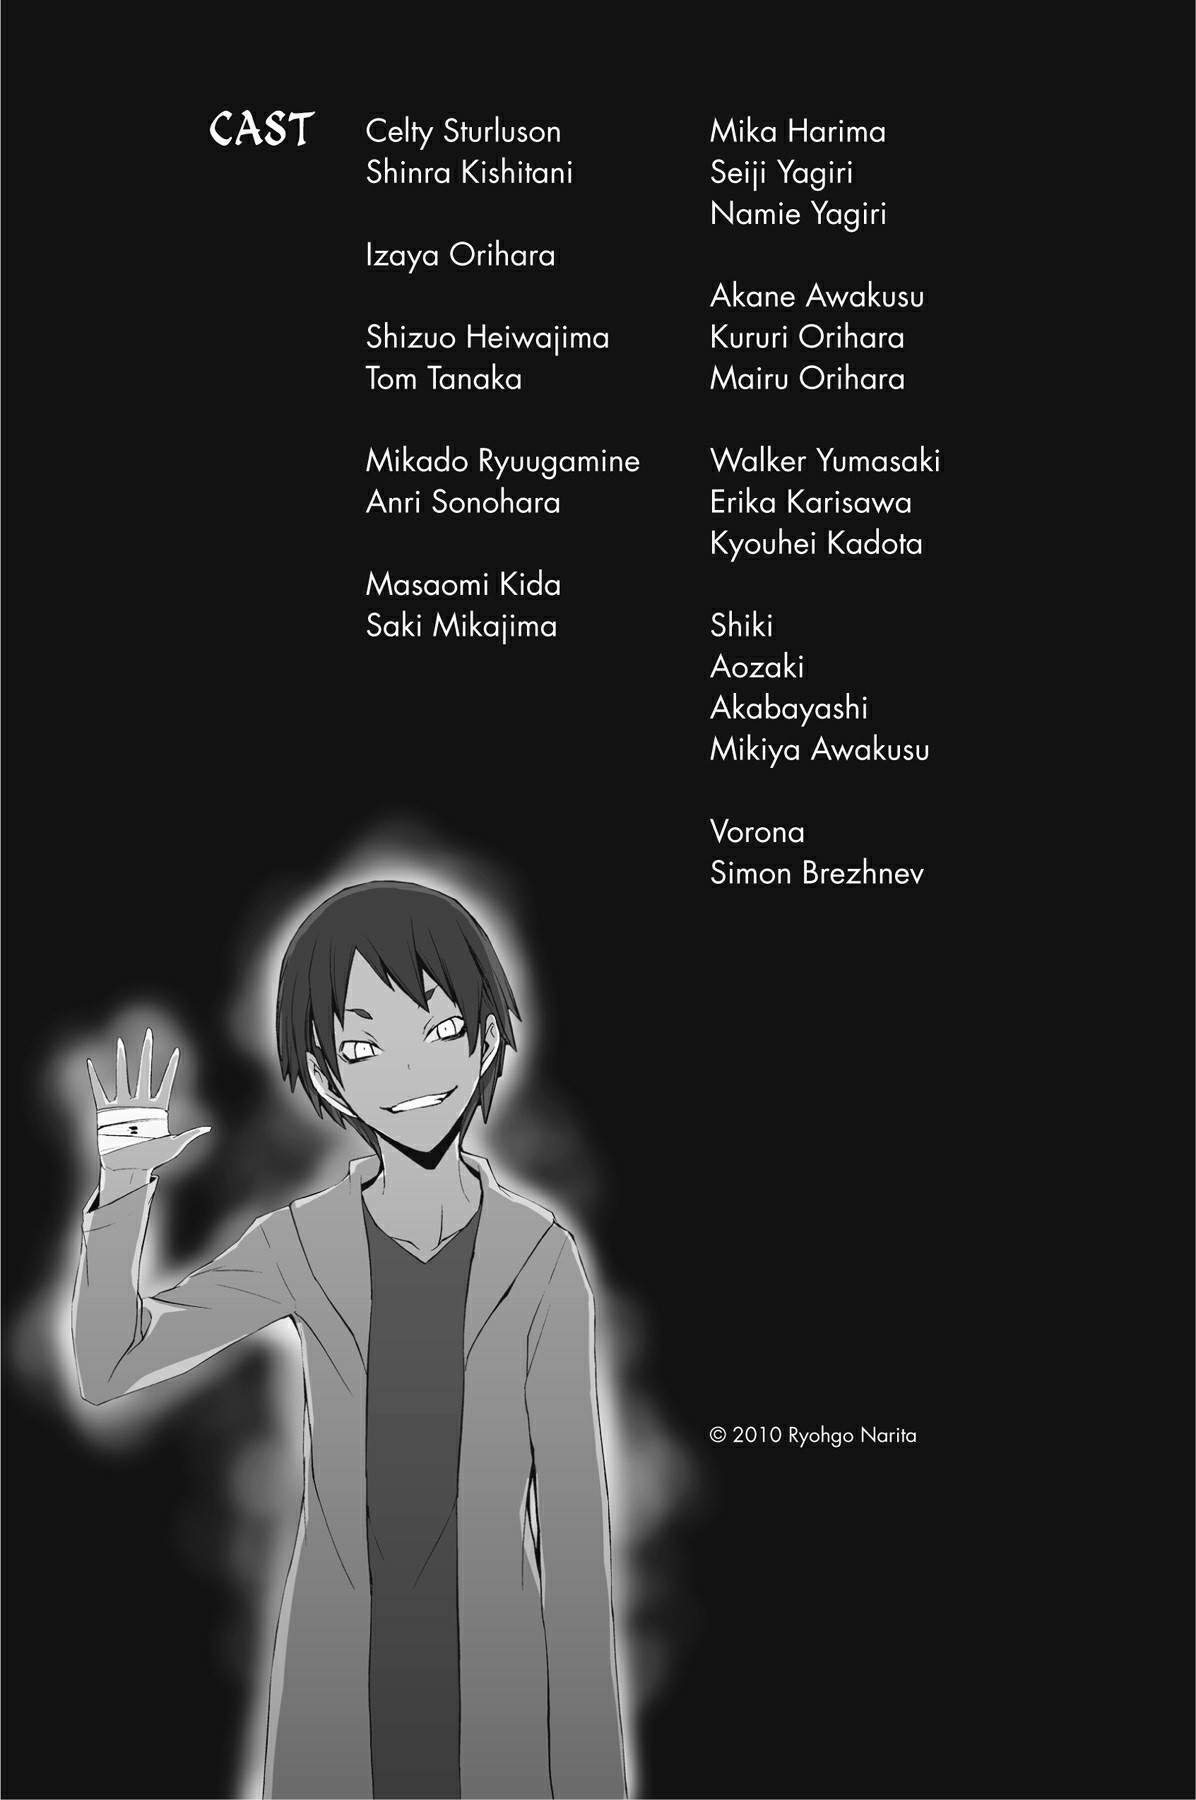 CAST
Celty Sturluson
Shinra Kishitani
Izaya Orihara
Shizuo Heiwajima
Tom Tanaka
Mikado Ryuugamine
Anri Sonohara
Masaomi Kida
Saki Mikajima
Mika Harima
Seiji Yagiri
Namie Yagiri
Akane Awakusu
Kururi Orihara
Mairu Orihara
Walker Yumasaki
Erika Karisawa
Kyouhei Kadota
Shiki
Aozaki
Akabayashi
Mikiya Awakusu
Vorona
Simon Brezhnev
© 2010 Ryohgo Narita